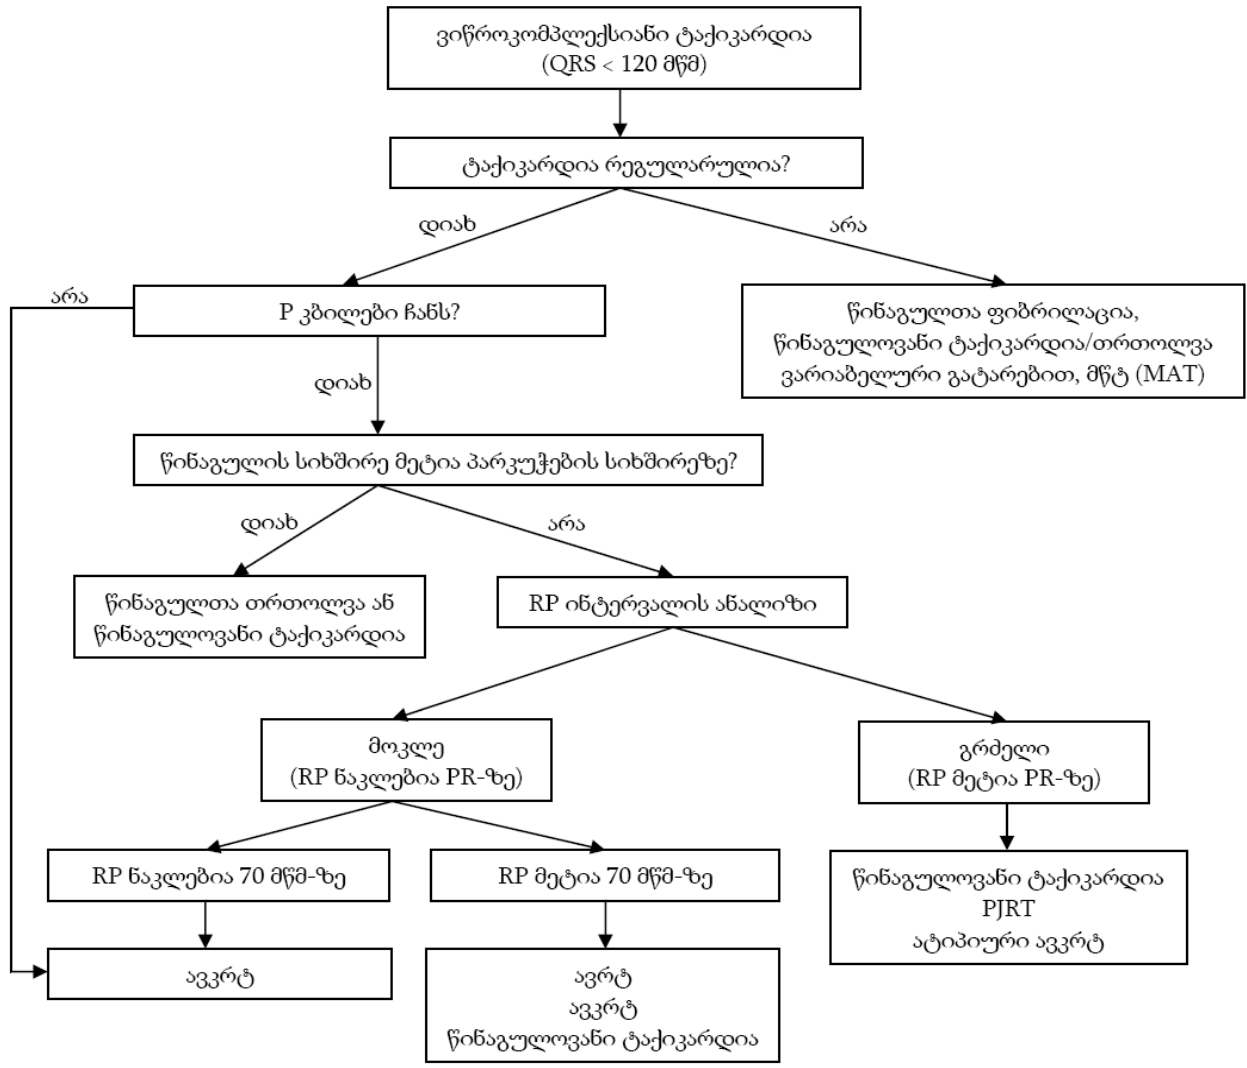 ვიწროკომპლექსიანი ტაქიკარდია
(QRS < 120 მწმ)
ტაქიკარდია რეგულარულია?
დიახ
არა
არა
P კბილები ჩანს?
წინაგულთა ფიბრილაცია,
წინაგულოვანი ტაქიკარდია/თრთოლვა
ვარიაბელური გატარებით, მწტ (MAT)
დიახ
წინაგულის სიხშირე მეტია პარკუჭების სიხშირეზე?
დიახ
არა
წინაგულთა თრთოლვა ან
წინაგულოვანი ტაქიკარდია
RP ინტერვალის ანალიზი
მოკლე
(RP ნაკლებია PR-ზე)
გრძელი
(RP მეტია PR-ზე)
RP ნაკლებია 70 მწმ-ზე
RP მეტია 70 მწმ-ზე
წინაგულოვანი ტაქიკარდია
PJRT
ატიპიური ავკრტ
ავკრტ
ავრტ
ავკრტ
წინაგულოვანი ტაქიკარდია